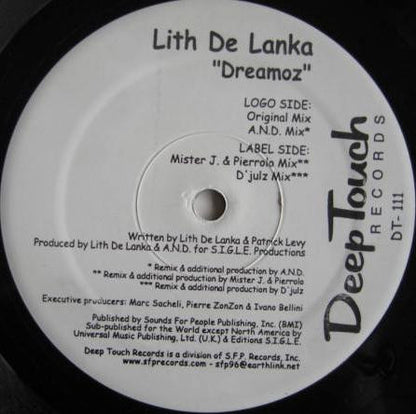 Lith De Lanka
"Dreamoz"
LOGO SIDE:
Original Mix
A.N.D. Mix*
LABEL SIDE:
Mister J. & Pierrola Mix**
D'julz Mix***
Written by Lith De Lanka & Patrick Levy
Produced by Lith De Lanka & A.N.D. for S.I.G.L.E. Productions
* Remix & additional production by A.N.D.
** Remix & additional production by Mister J. & Pierrola
*** Remix & additional production by D'julz
Executive producers: Marc Sacheli, Pierre ZonZon & Ivano Bellini
Published by Sounds For People Publishing, Inc. (BMI)
Sub-published for the World except North America by
Universal Music Publishing, Ltd. (U.K.) & Editions S.I.G.L.E.
Deep Touch Records is a division of S.F.P. Records, Inc.
www.sfprecords.com - sfp96@earthlink.net
Deep Touch
RECORDS
DT- 111